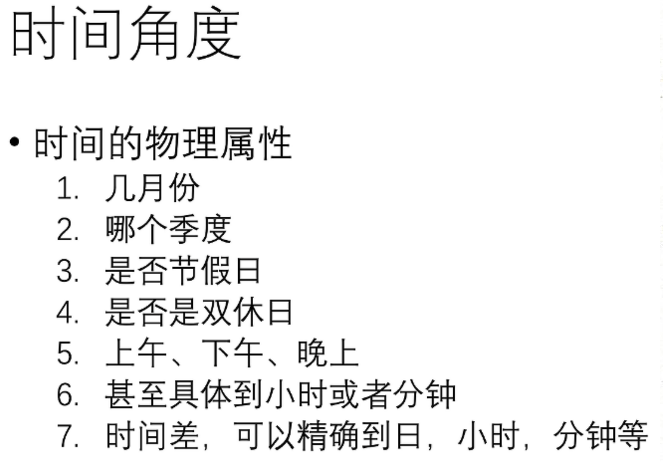 时间角度
• 时间的物理属性
1. 几月份
2. 哪个季度
3. 是否节假日
4. 是否是双休日
5. 上午、下午、晚上
6. 甚至具体到小时或者分钟
7. 时间差，可以精确到日，小时，分钟等